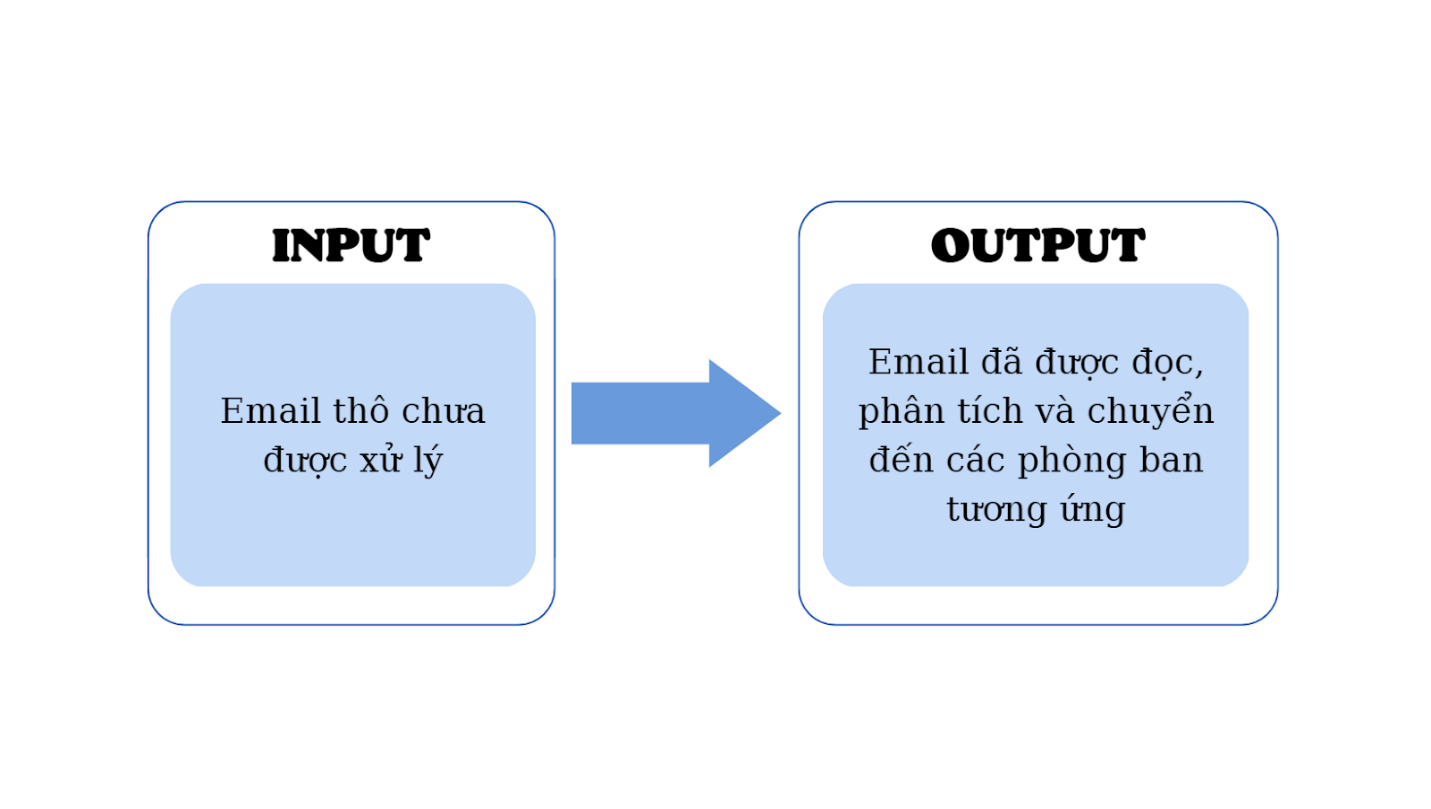 INPUT
Email thô chưa
được xử lý
OUTPUT
Email đã được đọc,
phân tích và chuyển
đến các phòng ban
tương ứng